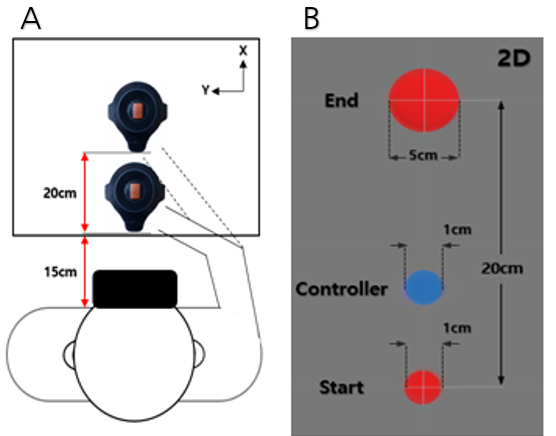 A
X
Y
20cm
15cm
B
2D
End
5cm
1cm
20cm
Controller
1cm
Start